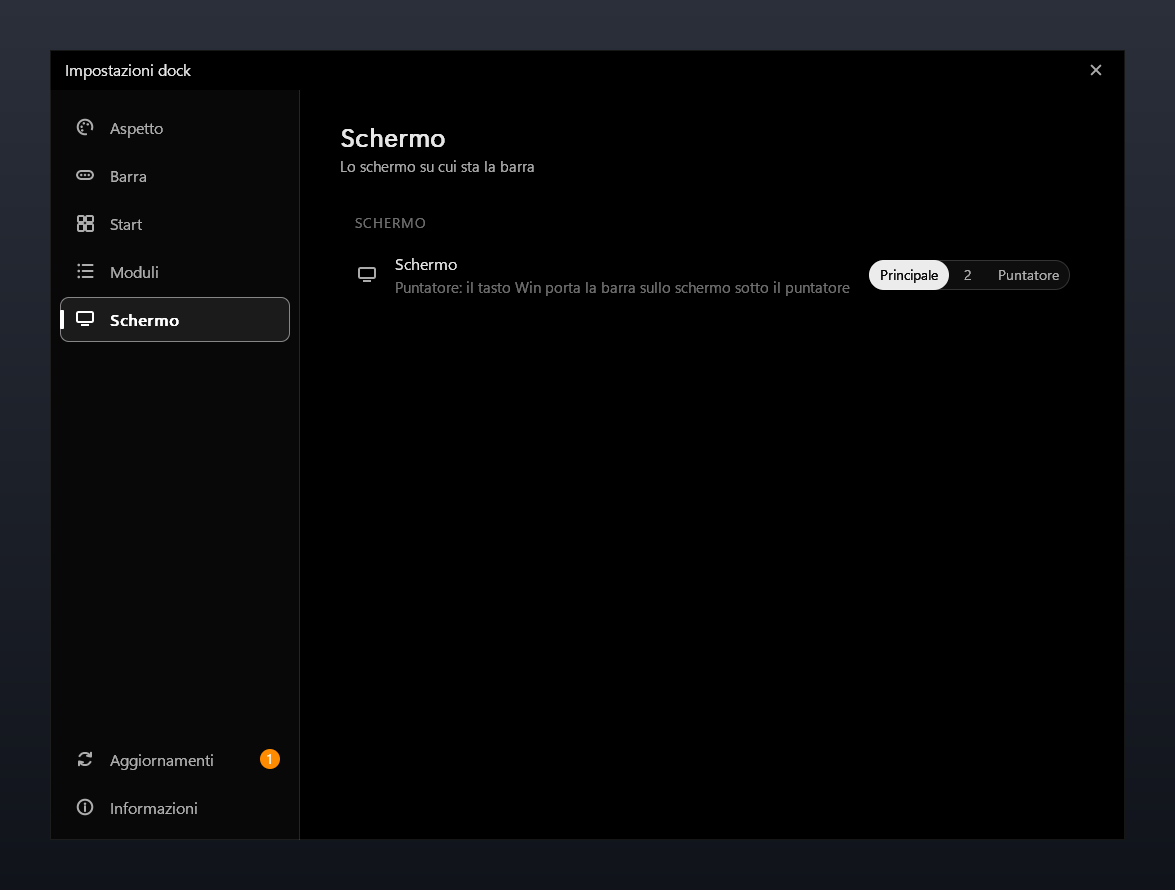 Impostazioni dock
Aspetto
Barra
Start
Moduli
Schermo
Aggiornamenti 1
Informazioni
Schermo
Lo schermo su cui sta la barra
SCHERMO
Schermo
Puntatore: il tasto Win porta la barra sullo schermo sotto il puntatore
Principale 2 Puntatore